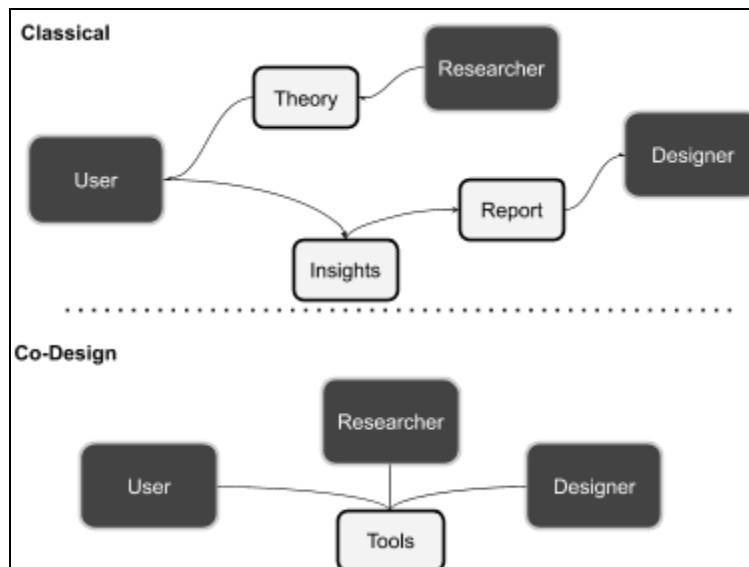 Classical
Researcher
Theory
Designer
User
Report
Insights
Co-Design
Researcher
User
Designer
Tools